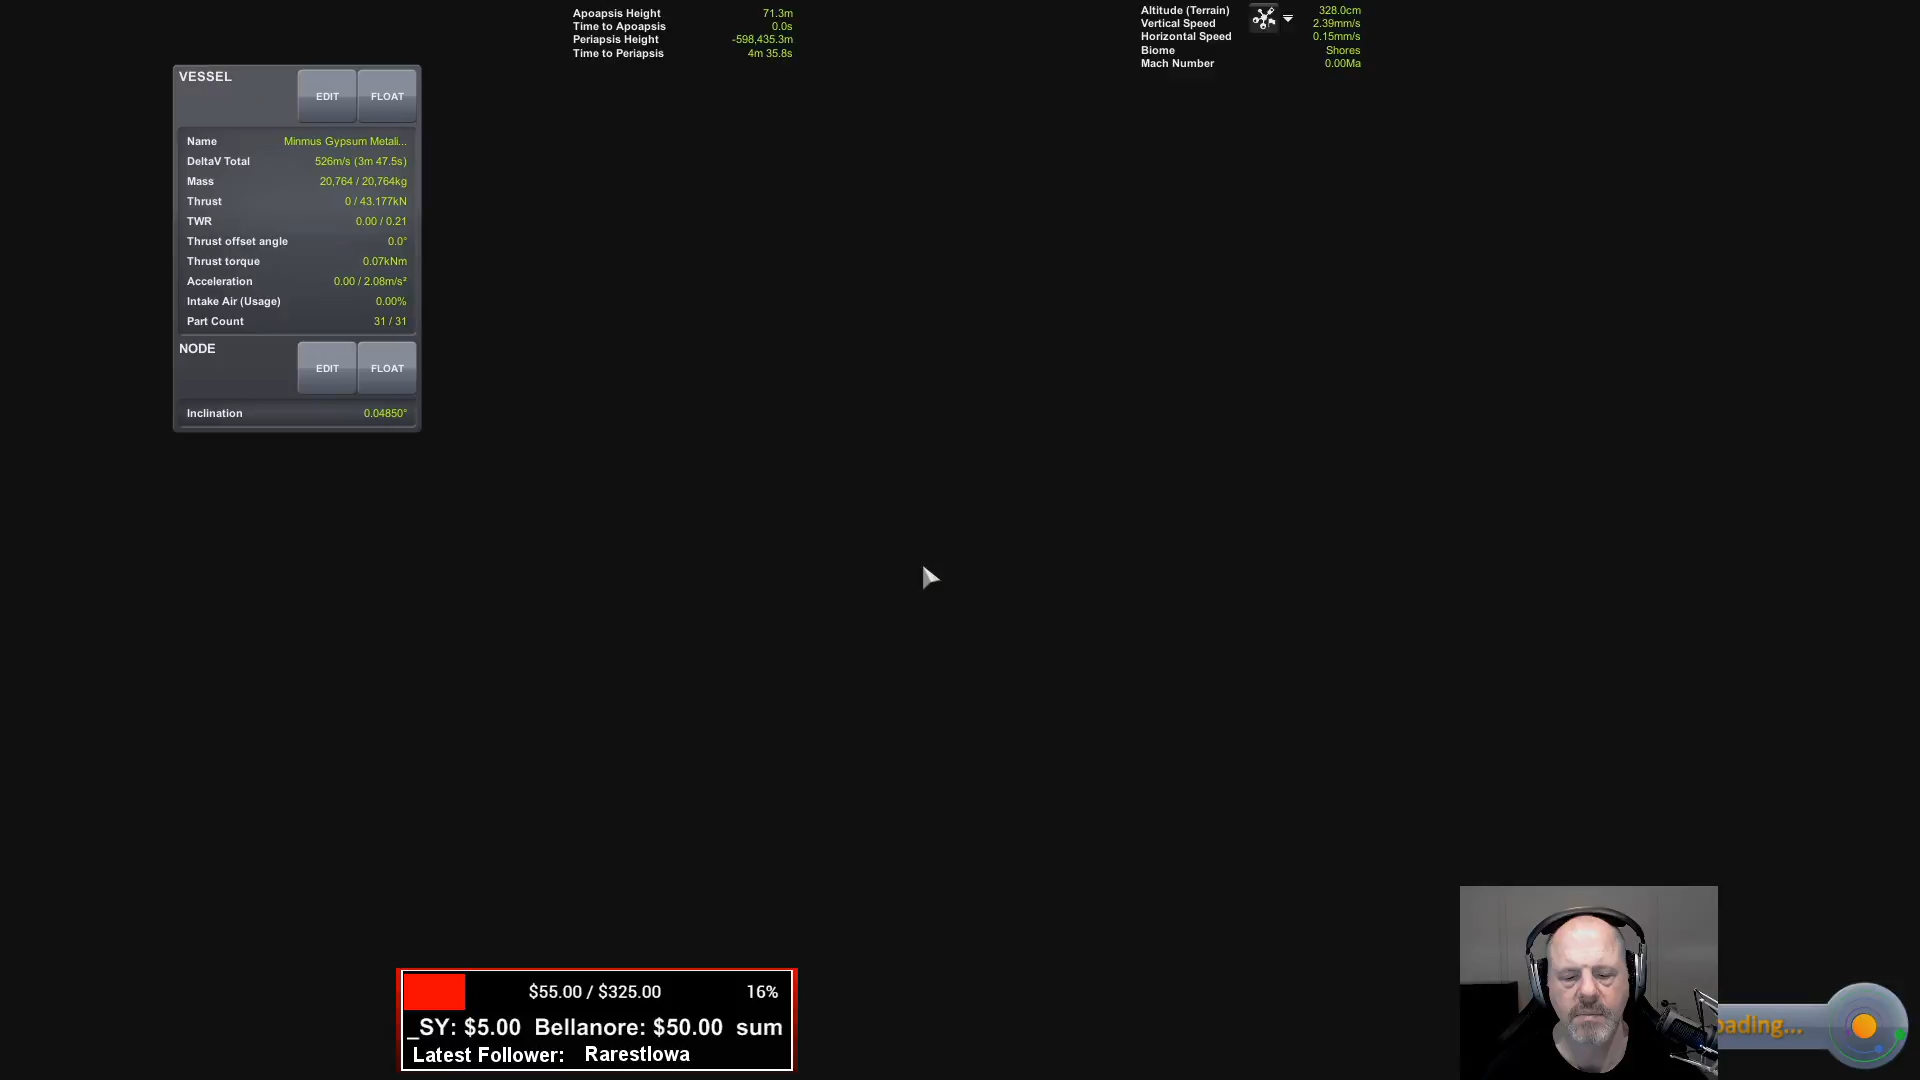 Apoapsis Height 71.3m
Time to Apoapsis 0.0s
Periapsis Height -598,435.3m
Time to Periapsis 4m 35.8s
Altitude (Terrain) 328.0cm
Vertical Speed 2.39mm/s
Horizontal Speed 0.15mm/s
Biome Shores
Mach Number 0.00Ma
VESSEL EDIT FLOAT
Name Minmus Gypsum Metali...
DeltaV Total 526m/s (3m 47.5s)
Mass 20,764 / 20,764kg
Thrust 0 / 43.177kN
TWR 0.00 / 0.21
Thrust offset angle 0.0°
Thrust torque 0.07kNm
Acceleration 0.00 / 2.08m/s²
Intake Air (Usage) 0.00%
Part Count 31 / 31
NODE EDIT FLOAT
Inclination 0.04850°
$55.00 / $325.00 16%
_SY: $5.00 Bellanore: $50.00 sum
Latest Follower: RarestIowa
oading...